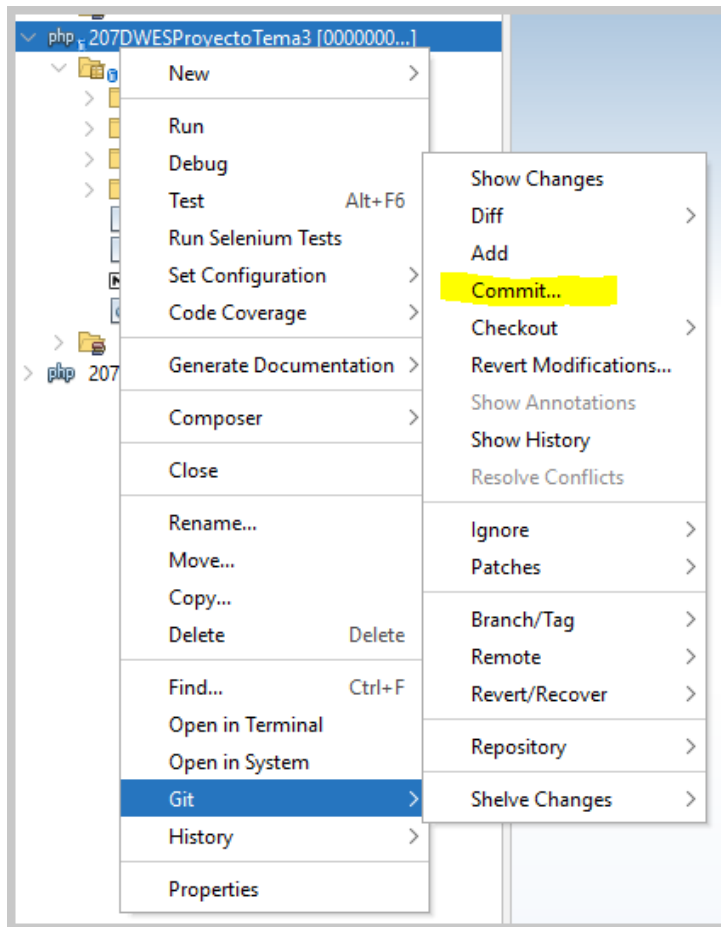 php 207DWESProyectoTema3 [0000000...]
New
Run
Debug
Test Alt+F6
Run Selenium Tests
Set Configuration
Code Coverage
Generate Documentation
Composer
Close
Rename...
Move...
Copy...
Delete Delete
Find... Ctrl+F
Open in Terminal
Open in System
Git
History
Properties
php 207
Show Changes
Diff
Add
Commit...
Checkout
Revert Modifications...
Show Annotations
Show History
Resolve Conflicts
Ignore
Patches
Branch/Tag
Remote
Revert/Recover
Repository
Shelve Changes